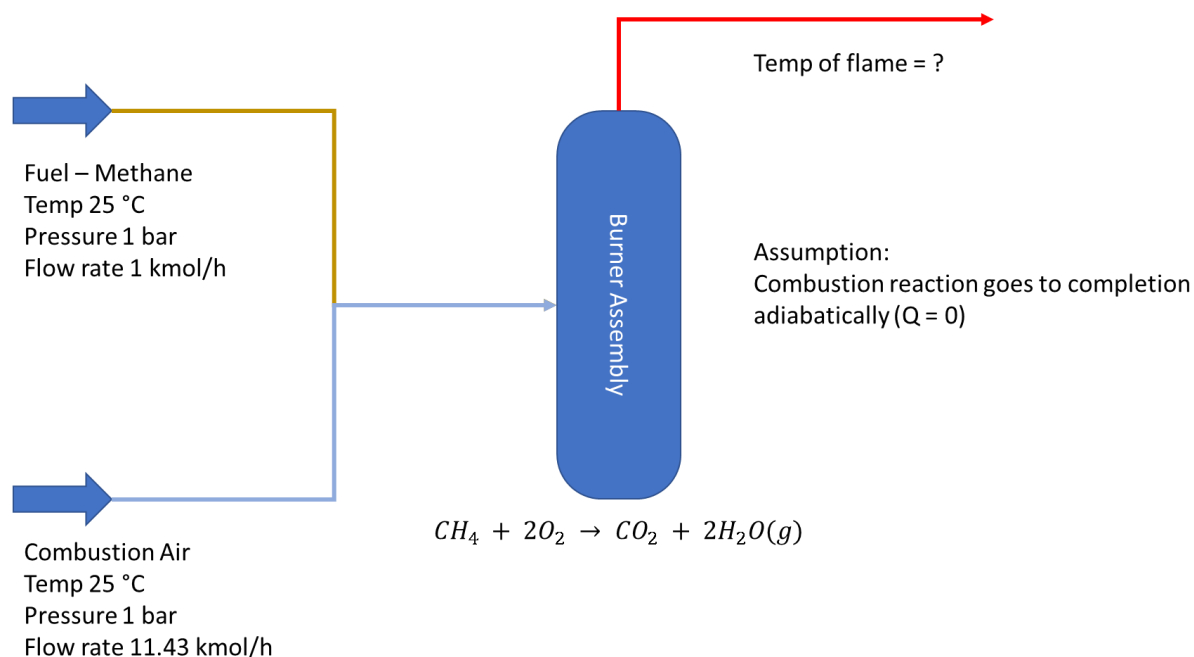 Temp of flame = ?
Fuel – Methane
Temp 25 °C
Pressure 1 bar
Flow rate 1 kmol/h
Burner Assembly
Assumption:
Combustion reaction goes to completion
adiabatically (Q = 0)
CH₄ + 2O₂ → CO₂ + 2H₂O(g)
Combustion Air
Temp 25 °C
Pressure 1 bar
Flow rate 11.43 kmol/h